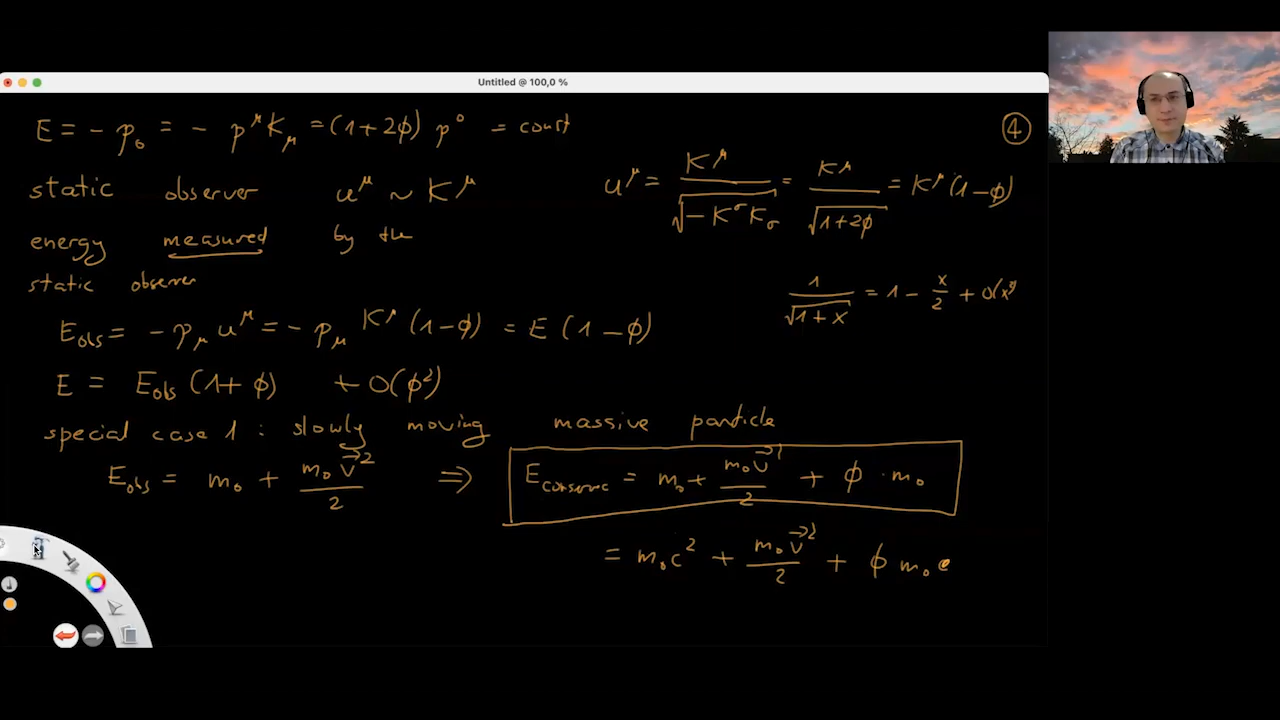 Untitled @ 100,0 %
E = - p₀ = - p^μ K_μ = (1+2ϕ) p⁰ = const
④
static observer u^μ ~ K^μ
u^μ = K^μ / √(-K^σ K_σ) = K^μ / √(1+2ϕ) = K^μ (1-ϕ)
energy measured by the
static observer
1 / √(1+x) = 1 - x/2 + O(x²)
E_obs = - p_μ u^μ = - p_μ K^μ (1-ϕ) = E (1-ϕ)
E = E_obs (1+ϕ) + O(ϕ²)
special case 1 : slowly moving massive particle
E_obs = m₀ + m₀ v⃗² / 2 ⇒ E_conserve = m₀ + m₀ v⃗² / 2 + ϕ · m₀
= m₀c² + m₀ v⃗² / 2 + ϕ m₀